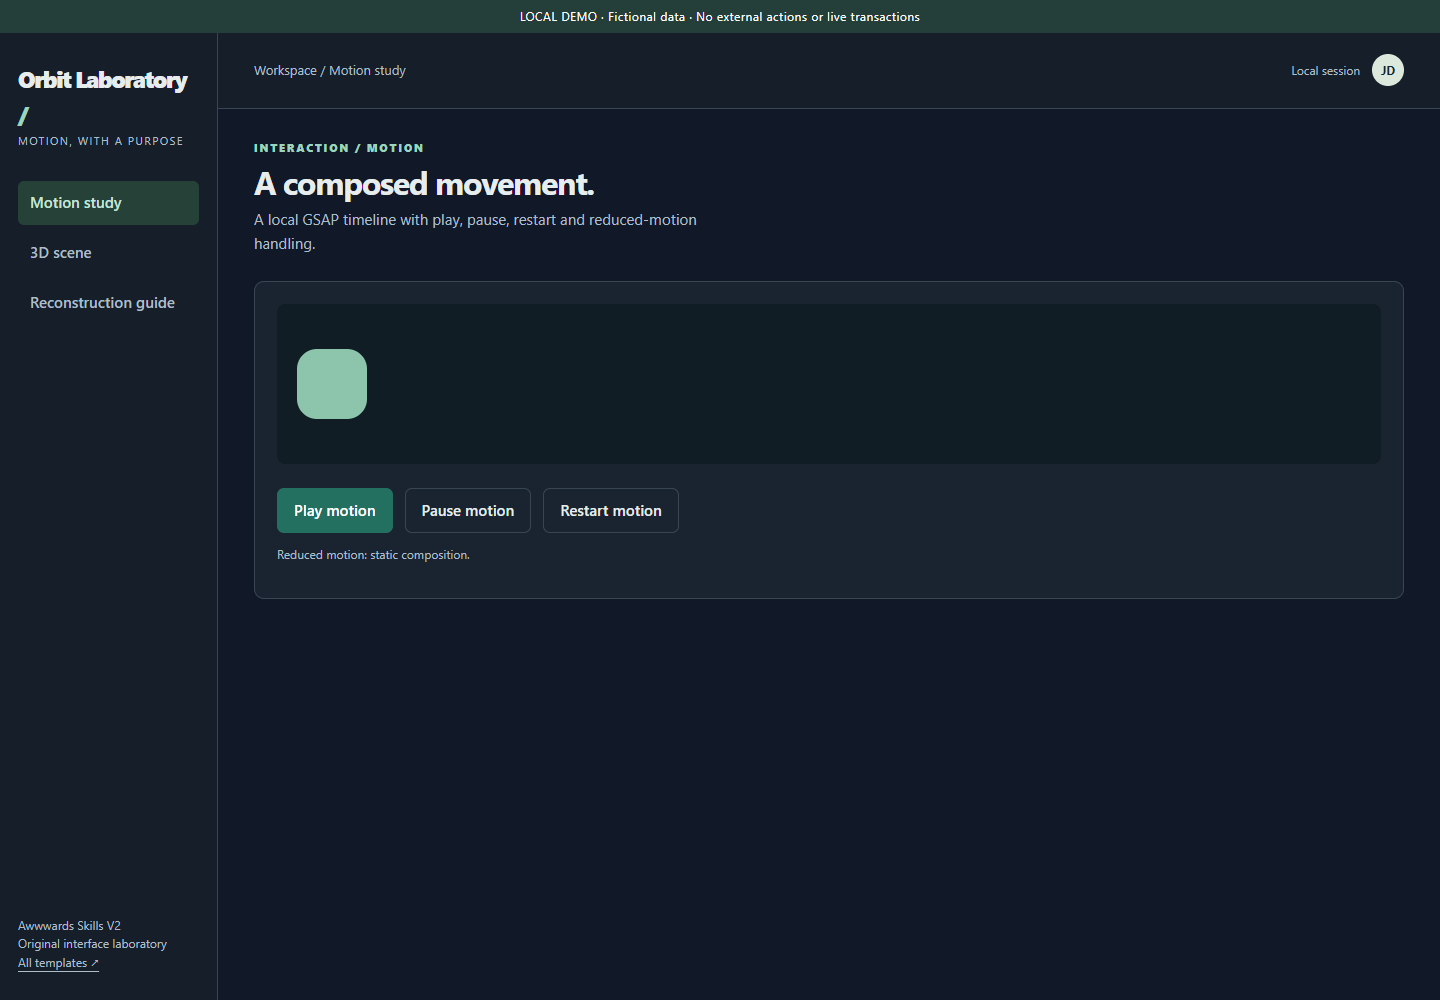 LOCAL DEMO · Fictional data · No external actions or live transactions
Orbit Laboratory
/
MOTION, WITH A PURPOSE
Motion study
3D scene
Reconstruction guide
Awwwards Skills V2
Original interface laboratory
All templates ↗
Workspace / Motion study
Local session
JD
INTERACTION / MOTION
A composed movement.
A local GSAP timeline with play, pause, restart and reduced-motion
handling.
Play motion
Pause motion
Restart motion
Reduced motion: static composition.